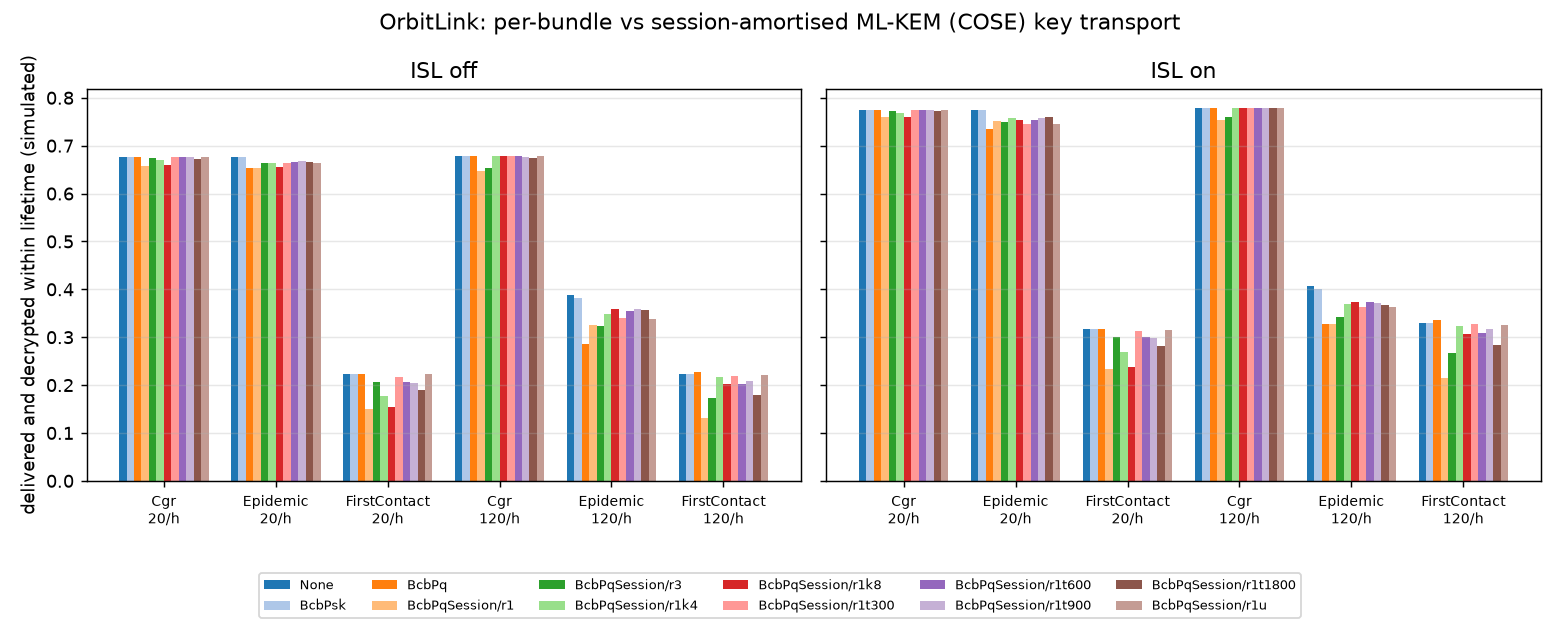 OrbitLink: per-bundle vs session-amortised ML-KEM (COSE) key transport
ISL off
ISL on
delivered and decrypted within lifetime (simulated)
0.8
0.7
0.6
0.5
0.4
0.3
0.2
0.1
0.0
Cgr
20/h
Epidemic
20/h
FirstContact
20/h
Cgr
120/h
Epidemic
120/h
FirstContact
120/h
Cgr
20/h
Epidemic
20/h
FirstContact
20/h
Cgr
120/h
Epidemic
120/h
FirstContact
120/h
None
BcbPsk
BcbPq
BcbPqSession/r1
BcbPqSession/r3
BcbPqSession/r1k4
BcbPqSession/r1k8
BcbPqSession/r1t300
BcbPqSession/r1t600
BcbPqSession/r1t900
BcbPqSession/r1t1800
BcbPqSession/r1u